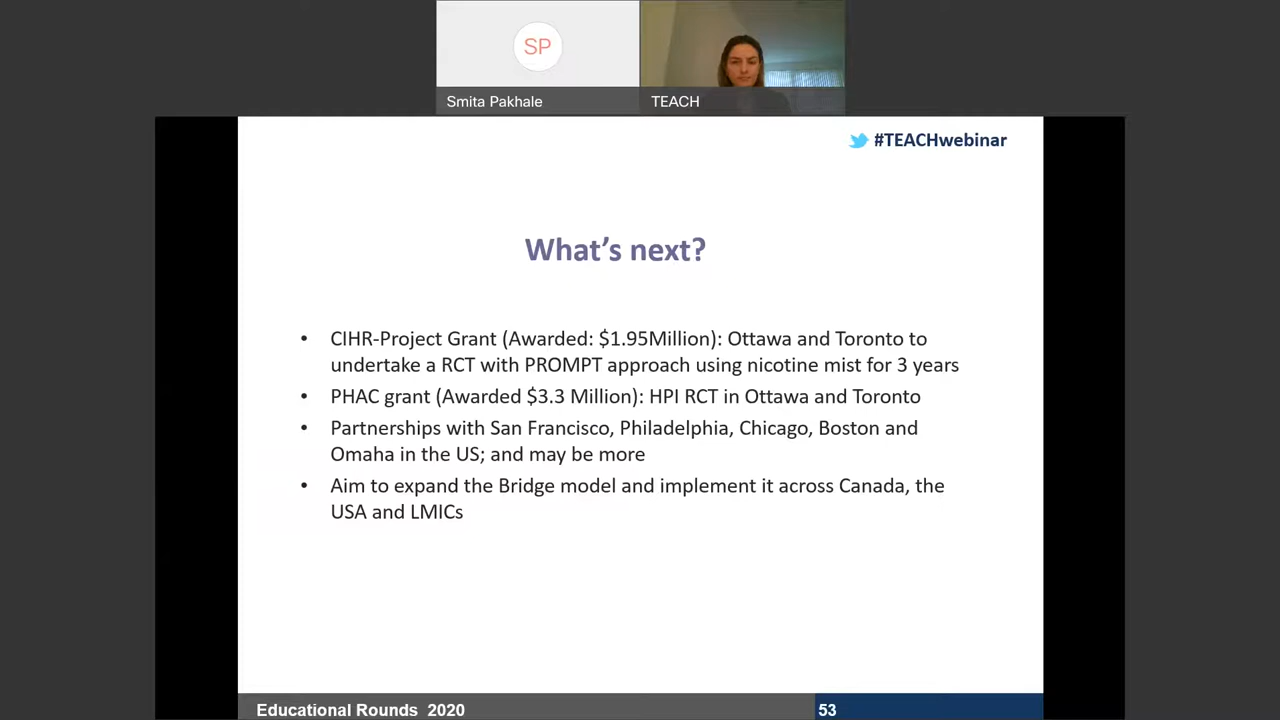 SP
Smita Pakhale
TEACH
#TEACHwebinar
What's next?
• CIHR-Project Grant (Awarded: $1.95Million): Ottawa and Toronto to
undertake a RCT with PROMPT approach using nicotine mist for 3 years
• PHAC grant (Awarded $3.3 Million): HPI RCT in Ottawa and Toronto
• Partnerships with San Francisco, Philadelphia, Chicago, Boston and
Omaha in the US; and may be more
• Aim to expand the Bridge model and implement it across Canada, the
USA and LMICs
Educational Rounds 2020
53